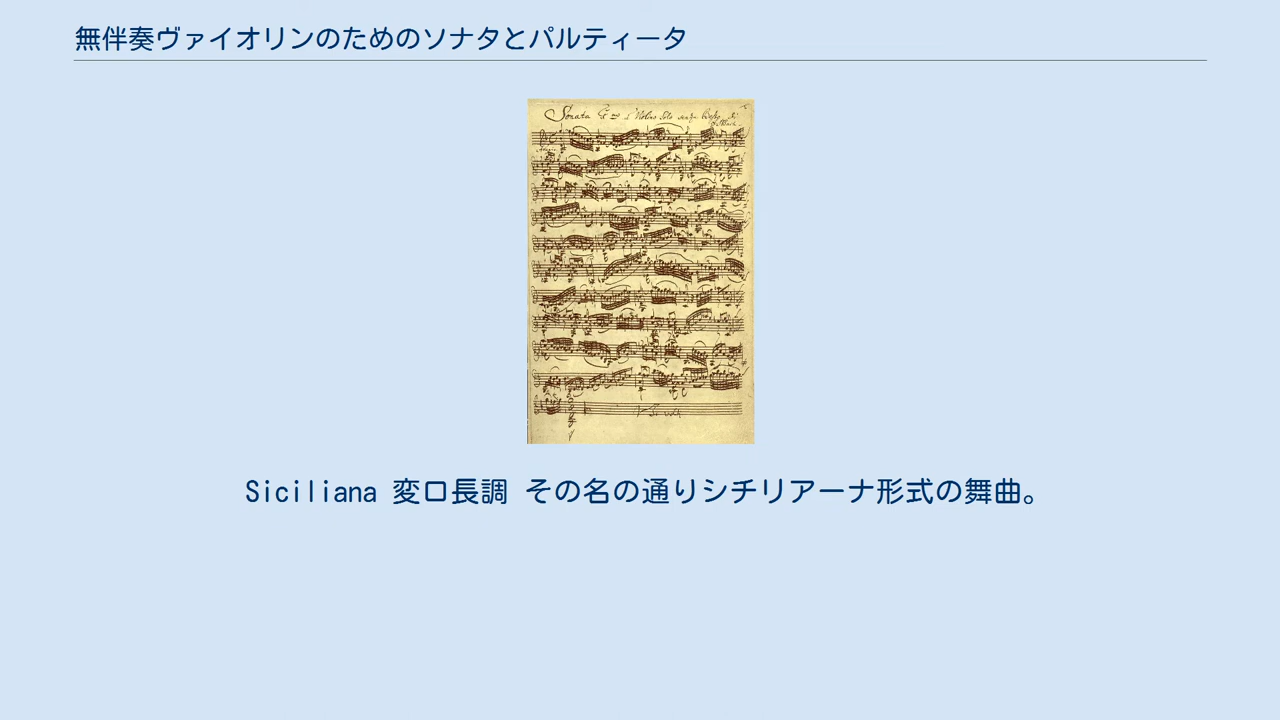 無伴奏ヴァイオリンのためのソナタとパルティータ
Sonata
Siciliana 変ロ長調 その名の通りシチリアーナ形式の舞曲。